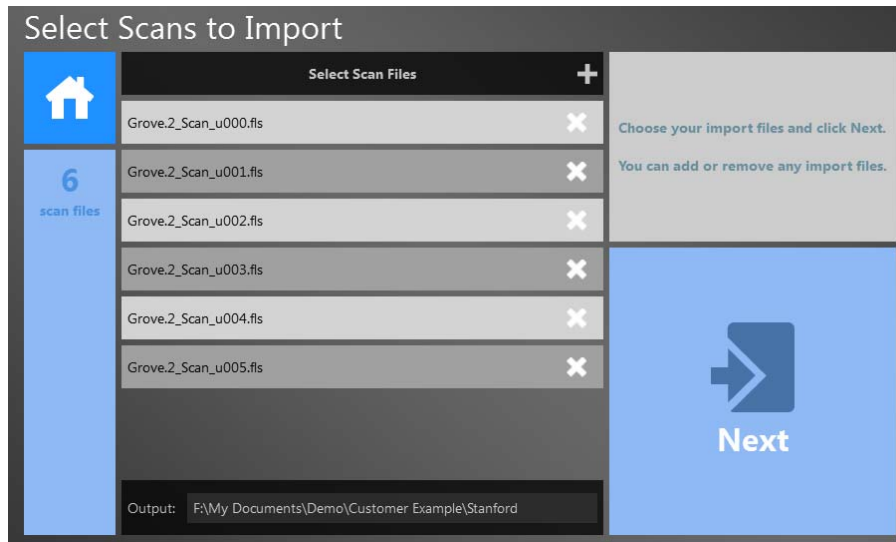 Select Scans to Import
Select Scan Files
Grove.2_Scan_u000.fls
Grove.2_Scan_u001.fls
Grove.2_Scan_u002.fls
Grove.2_Scan_u003.fls
Grove.2_Scan_u004.fls
Grove.2_Scan_u005.fls
Output: F:\My Documents\Demo\Customer Example\Stanford
6
scan files
Choose your import files and click Next.
You can add or remove any import files.
Next